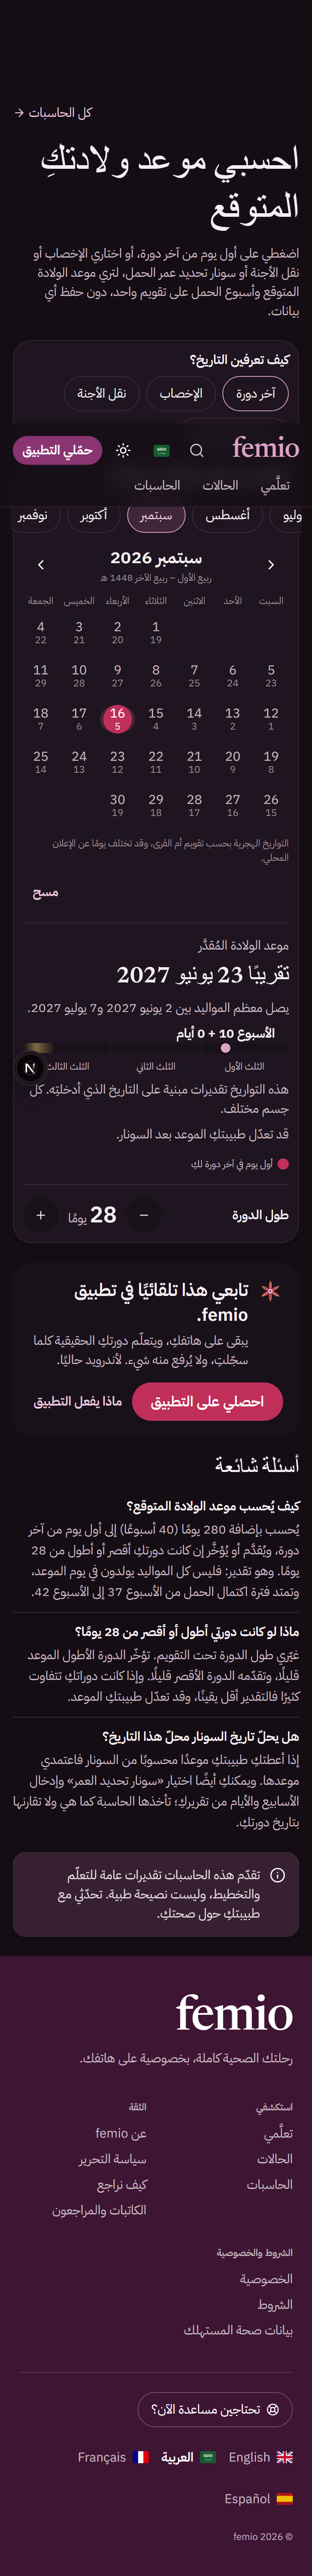 كل الحاسبات →
احسبي موعد ولادتكِ
المتوقع
اضغطي على أول يوم من آخر دورة، أو اختاري الإخصاب أو
نقل الأجنة أو سونار تحديد عمر الحمل، لتري موعد الولادة
المتوقع وأسبوع الحمل على تقويم واحد، دون حفظ أي
بيانات.
كيف تعرفين التاريخ؟
آخر دورة
الإخصاب
نقل الأجنة
femio
حمّلي التطبيق
تعلَّمي
الحالات
الحاسبات
يوليو
أغسطس
سبتمبر
أكتوبر
نوفمبر
سبتمبر 2026
ربيع الأول – ربيع الآخر 1448 هـ
السبت الأحد الاثنين الثلاثاء الأربعاء الخميس الجمعة
1 2 3 4
19 20 21 22
5 6 7 8 9 10 11
23 24 25 26 27 28 29
12 13 14 15 16 17 18
1 2 3 4 5 6 7
19 20 21 22 23 24 25
8 9 10 11 12 13 14
26 27 28 29 30
15 16 17 18 19
التواريخ الهجرية بحسب تقويم أم القرى، وقد تختلف يومًا عن الإعلان
المحلي.
مسح
موعد الولادة المُقدَّر
تقريبًا 23 يونيو 2027
يصل معظم المواليد بين 2 يونيو 2027 و7 يوليو 2027.
الأسبوع 10 + 0 أيام
الثلث الأول
الثلث الثاني
الثلث الثالث
N
هذه التواريخ تقديرات مبنية على التاريخ الذي أدخلتِه. كل
جسم مختلف.
قد تعدّل طبيبتكِ الموعد بعد السونار.
أول يوم في آخر دورة لكِ
طول الدورة
−
28 يومًا
+
تابعي هذا تلقائيًا في تطبيق
femio.
يبقى على هاتفكِ، ويتعلّم دورتكِ الحقيقية كلما
سجّلتِ، ولا يُرفع منه شيء. لأندرويد حاليًا.
احصلي على التطبيق
ماذا يفعل التطبيق
أسئلة شائعة
كيف يُحسب موعد الولادة المتوقع؟
يُحسب بإضافة 280 يومًا (40 أسبوعًا) إلى أول يوم من آخر
دورة، ويُقدَّم أو يُؤخَّر إن كانت دورتكِ أقصر أو أطول من 28
يومًا. وهو تقدير: فليس كل المواليد يولدون في يوم الموعد،
وتمتد فترة اكتمال الحمل من الأسبوع 37 إلى الأسبوع 42.
ماذا لو كانت دورتي أطول أو أقصر من 28 يومًا؟
غيّري طول الدورة تحت التقويم. تؤخّر الدورة الأطول الموعد
قليلًا، وتقدّمه الدورة الأقصر قليلًا. وإذا كانت دوراتكِ تتفاوت
كثيرًا فالتقدير أقل يقينًا، وقد تعدّل طبيبتكِ الموعد.
هل يحلّ تاريخ السونار محلّ هذا التاريخ؟
إذا أعطتكِ طبيبتكِ موعدًا محسوبًا من السونار فاعتمدي
موعدها. ويمكنكِ أيضًا اختيار «سونار تحديد العمر» وإدخال
الأسابيع والأيام من تقريركِ؛ تأخذها الحاسبة كما هي ولا تقارنها
بتاريخ دورتكِ.
تقدّم هذه الحاسبات تقديرات عامة للتعلّم
والتخطيط، وليست نصيحة طبية. تحدّثي مع
طبيبتكِ حول صحتكِ.
femio
رحلتك الصحية كاملة، بخصوصية على هاتفك.
استكشفي
تعلَّمي
الحالات
الحاسبات
الثقة
عن femio
سياسة التحرير
كيف نراجع
الكاتبات والمراجعون
الشروط والخصوصية
الخصوصية
الشروط
بيانات صحة المستهلك
تحتاجين مساعدة الآن؟
English
العربية
Français
Español
© 2026 femio